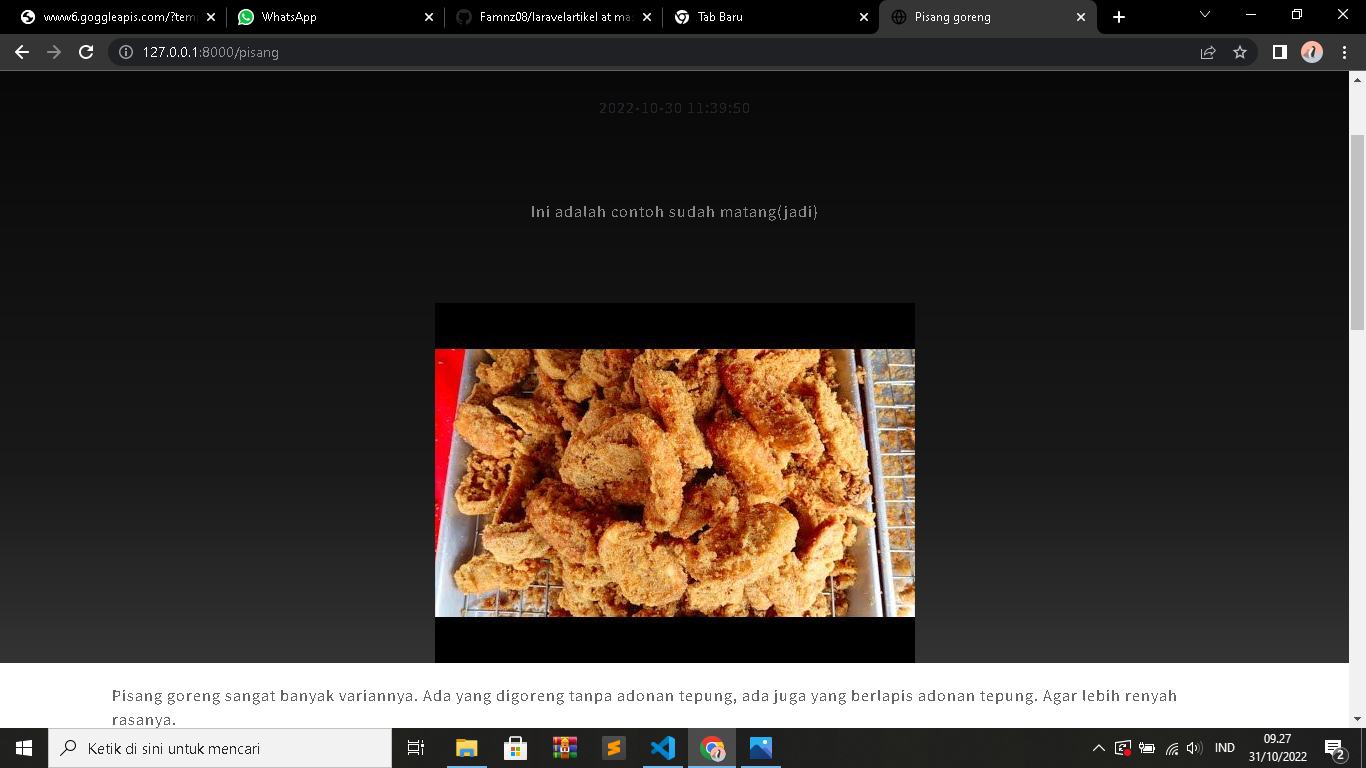 www6.goggleapis.com/?temp
WhatsApp
Famnz08/laravelartikel at mas
Tab Baru
Pisang goreng
127.0.0.1:8000/pisang
2022-10-30 11:39:50
Ini adalah contoh sudah matang(jadi)
Pisang goreng sangat banyak variannya. Ada yang digoreng tanpa adonan tepung, ada juga yang berlapis adonan tepung. Agar lebih renyah
rasanya.
Ketik di sini untuk mencari
IND
09.27
31/10/2022
2